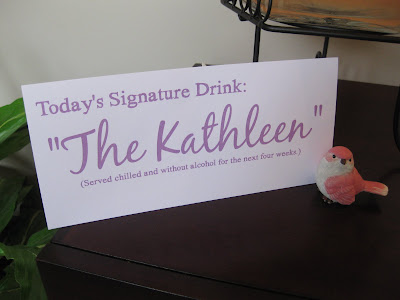 Today's Signature Drink:
"The Kathleen"
(Served chilled and without alcohol for the next four weeks.)